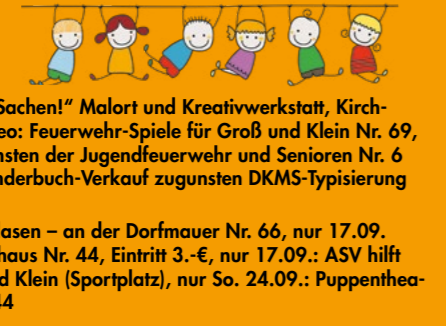 Sachen!“ Malort und Kreativwerkstatt, Kirch-
eo: Feuerwehr-Spiele für Groß und Klein Nr. 69,
nsten der Jugendfeuerwehr und Senioren Nr. 6
nderbuch-Verkauf zugunsten DKMS-Typisierung
asen – an der Dorfmauer Nr. 66, nur 17.09.
haus Nr. 44, Eintritt 3.-€, nur 17.09.: ASV hilft
d Klein (Sportplatz), nur So. 24.09.: Puppenthea-
44